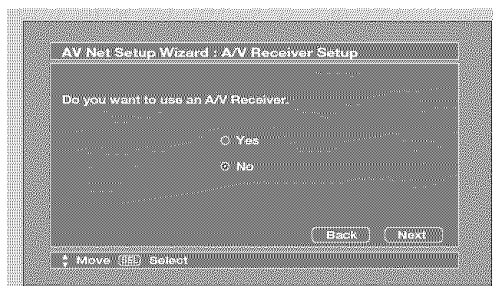 AV Net Setup Wizard : A/V Receiver Setup
Do you want to use an A/V Receiver.
Yes
No
Back Next
Move SEL Select